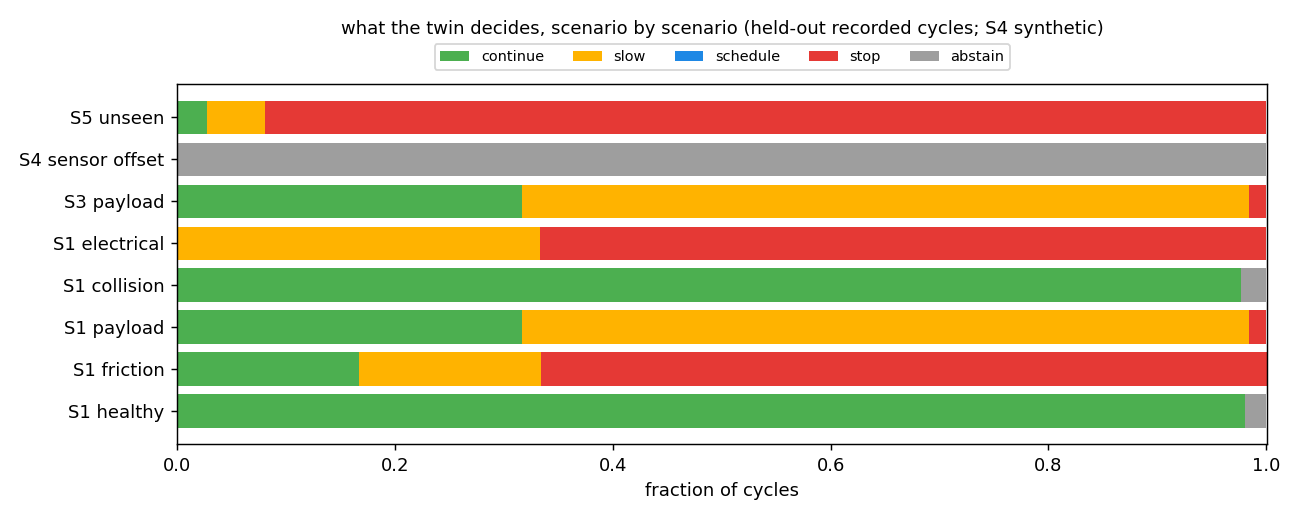 what the twin decides, scenario by scenario (held-out recorded cycles; S4 synthetic)
continue slow schedule stop abstain
S5 unseen
S4 sensor offset
S3 payload
S1 electrical
S1 collision
S1 payload
S1 friction
S1 healthy
0.0 0.2 0.4 0.6 0.8 1.0
fraction of cycles